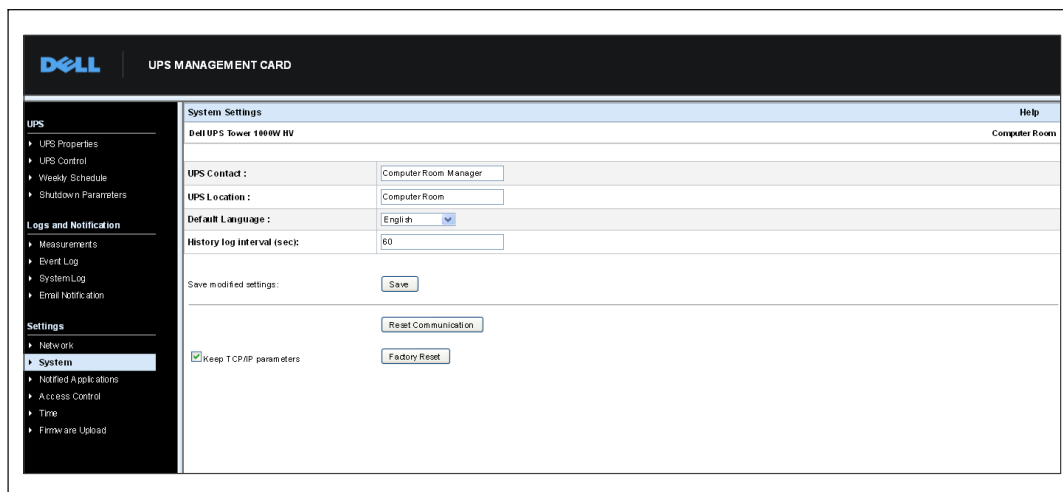 DELL
UPS MANAGEMENT CARD
UPS
UPS Properties
UPS Control
Weekly Schedule
Shutdown Parameters
Logs and Notification
Measurements
Event Log
System Log
Email Notification
Settings
Network
System
Notified Applications
Access Control
Time
Firmware Upload
System Settings Help
Dell UPS Tower 1000W HV Computer Room
UPS Contact : Computer Room Manager
UPS Location : Computer Room
Default Language : English
History log interval (sec): 60
Save modified settings: Save
Reset Communication
Keep TCP/IP parameters Factory Reset